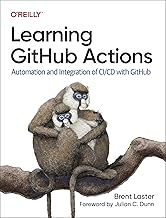 O'REILLY®
Learning
GitHub Actions
Automation and Integration of CI/CD with GitHub
Brent Laster
Foreword by Julian C. Dunn